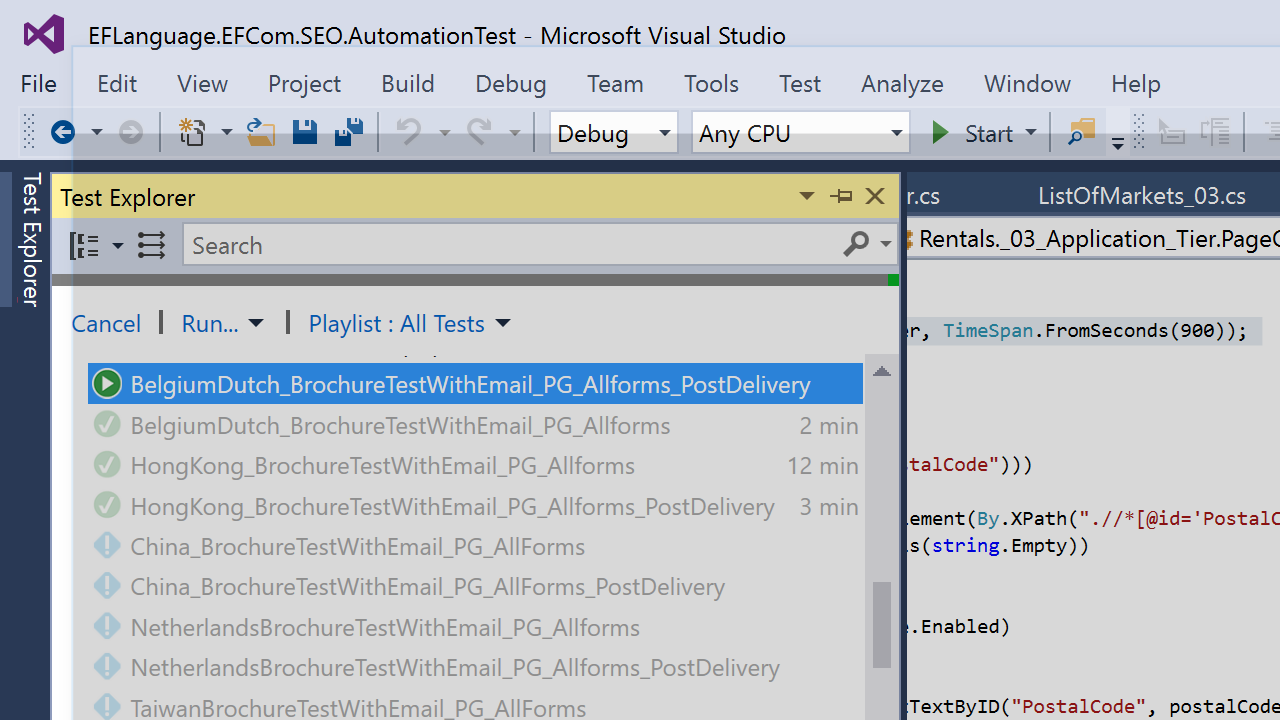 EFLanguage.EFCom.SEO.AutomationTest - Microsoft Visual Studio
File Edit View Project Build Debug Team Tools Test Analyze Window Help
Debug Any CPU Start
Test Explorer
Test Explorer
r.cs ListOfMarkets_03.cs
Search
Rentals._03_Application_Tier.PageC
Cancel | Run... | Playlist : All Tests
er, TimeSpan.FromSeconds(900));
BelgiumDutch_BrochureTestWithEmail_PG_Allforms_PostDelivery
BelgiumDutch_BrochureTestWithEmail_PG_Allforms 2 min
HongKong_BrochureTestWithEmail_PG_Allforms 12 min
stalCode")))
HongKong_BrochureTestWithEmail_PG_Allforms_PostDelivery 3 min
lement(By.XPath(".//*[@id='PostalC
China_BrochureTestWithEmail_PG_AllForms
ls(string.Empty))
China_BrochureTestWithEmail_PG_AllForms_PostDelivery
NetherlandsBrochureTestWithEmail_PG_Allforms
e.Enabled)
NetherlandsBrochureTestWithEmail_PG_Allforms_PostDelivery
TaiwanBrochureTestWithEmail_PG_AllForms
tTextByID("PostalCode", postalCode